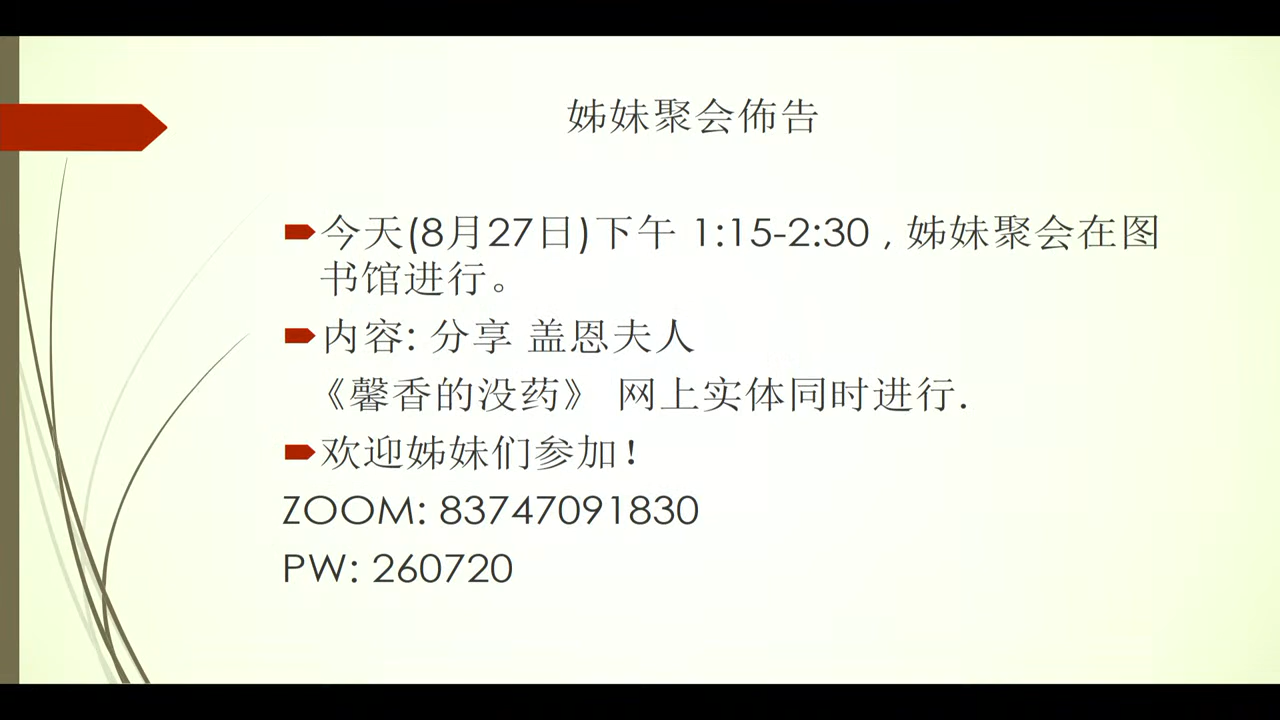 姊妹聚会佈告
今天(8月27日)下午 1:15-2:30 , 姊妹聚会在图
书馆进行。
内容: 分享 盖恩夫人
《馨香的没药》 网上实体同时进行.
欢迎姊妹们参加！
ZOOM: 83747091830
PW: 260720